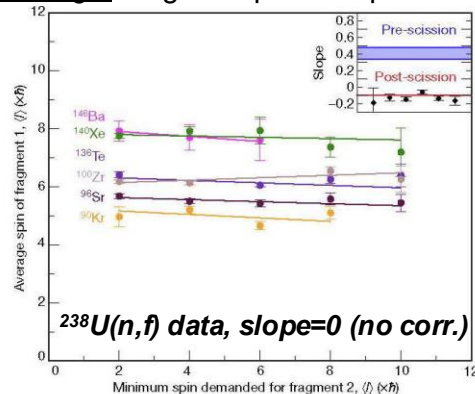 12
10
8
6
4
2
0
0
2
4
6
8
10
12
Average spin of fragment 1, ⟨I⟩ (×ħ)
Minimum spin demanded for fragment 2, ⟨I⟩ (×ħ)
¹⁴⁶Ba
¹⁴⁰Xe
¹³⁶Te
¹⁰⁰Zr
⁹⁶Sr
⁹⁰Kr
0.8
0.6
0.4
0.2
0
−0.2
Slope
Pre-scission
Post-scission
²³⁸U(n,f) data, slope=0 (no corr.)